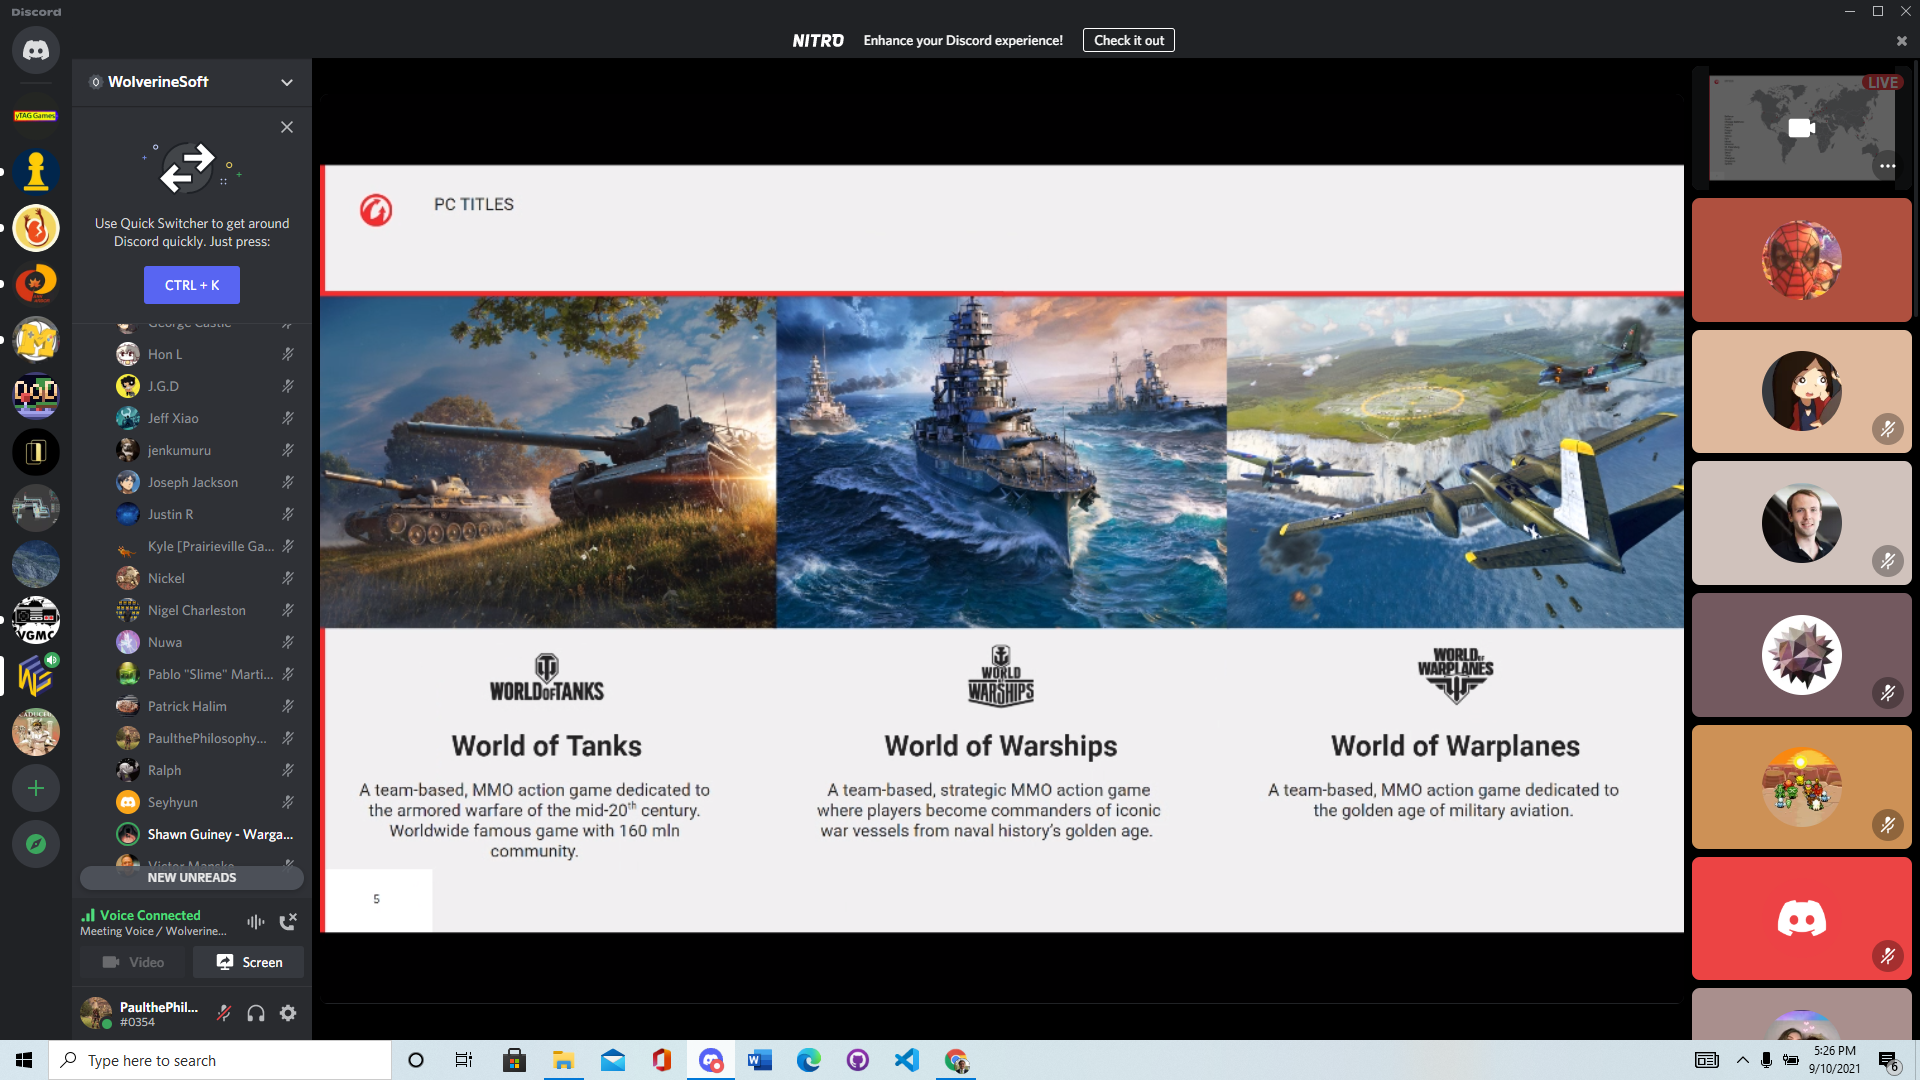 Discord
NITRO Enhance your Discord experience! Check it out
WolverineSoft
yTAG Games
Use Quick Switcher to get around
Discord quickly. Just press:
CTRL + K
George Castle
Hon L
J.G.D
Jeff Xiao
jenkumuru
Joseph Jackson
Justin R
Kyle [Prairieville Ga...
Nickel
Nigel Charleston
Nuwa
Pablo "Slime" Marti...
Patrick Halim
PaulthePhilosophy...
Ralph
Seyhyun
Shawn Guiney - Warga...
Victor Manske
NEW UNREADS
VGMC
Voice Connected
Meeting Voice / Wolverine...
Video
Screen
PaulthePhil...
#0354
PC TITLES
WORLD OF TANKS
World of Tanks
A team-based, MMO action game dedicated to
the armored warfare of the mid-20th century.
Worldwide famous game with 160 mln
community.
WORLD OF
WARSHIPS
World of Warships
A team-based, strategic MMO action game
where players become commanders of iconic
war vessels from naval history's golden age.
WORLD OF
WARPLANES
World of Warplanes
A team-based, MMO action game dedicated to
the golden age of military aviation.
5
LIVE
Type here to search
5:26 PM
9/10/2021
6